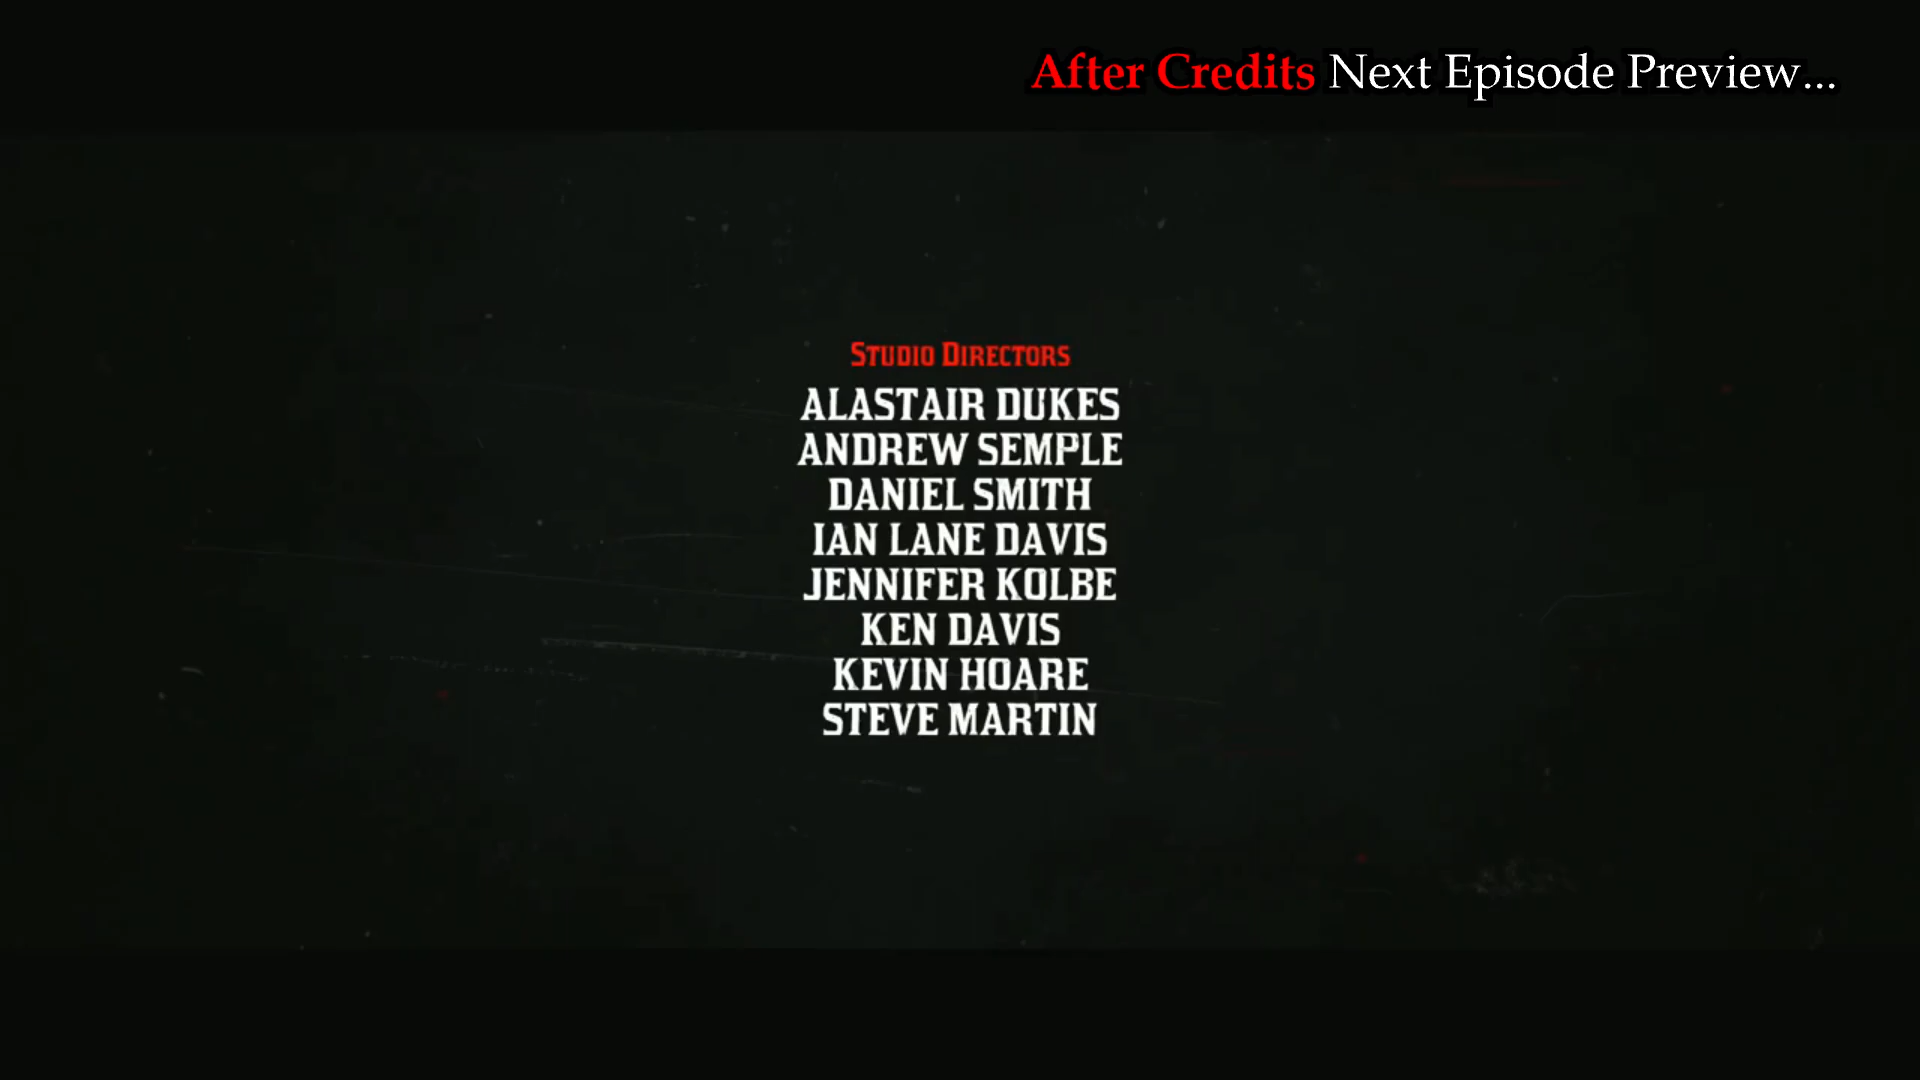 After Credits Next Episode Preview...
STUDIO DIRECTORS
ALASTAIR DUKES
ANDREW SEMPLE
DANIEL SMITH
IAN LANE DAVIS
JENNIFER KOLBE
KEN DAVIS
KEVIN HOARE
STEVE MARTIN